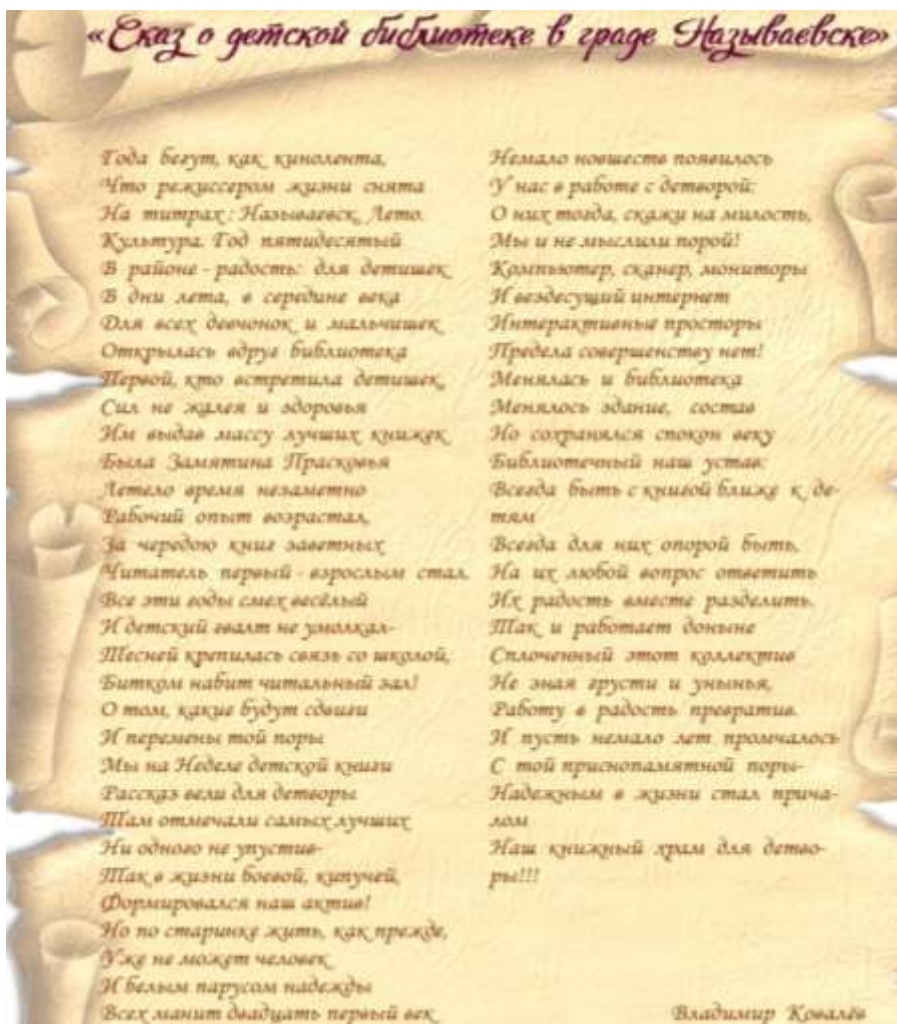 «Сказ о детской библиотеке в граде Называевске»
Года бегут, как кинолента,
Что режиссером жизни снята
На титрах: Называевск. Лето.
Культура. Год пятидесятый
В районе - радость: для детишек
В дни лета, в середине века
Для всех девчонок и мальчишек
Открылась вдруг библиотека
Первой, кто встретила детишек,
Сил не жалея и здоровья
Им выдав массу лучших книжек
Была Замятина Прасковья
Летело время незаметно
Рабочий опыт возрастал,
За чередою книг заветных
Читатель первый - взрослым стал.
Все эти годы смех весёлый
И детский гвалт не умолкал-
Тесней крепилась связь со школой,
Битком набит читальный зал!
О том, какие будут сдвиги
И перемены той поры
Мы на Неделе детской книги
Рассказ вели для детворы
Там отмечали самых лучших
Ни одного не упустив-
Так в жизни боевой, кипучей,
Формировался наш актив!
Но по старинке жить, как прежде,
Уже не может человек
И белым парусом надежды
Всех манит двадцать первый век
Немало новшеств появилось
У нас в работе с детворой:
О них тогда, скажи на милость,
Мы и не мыслили порой!
Компьютер, сканер, мониторы
И вездесущий интернет
Интерактивные просторы
Предела совершенству нет!
Менялась и библиотека
Менялось здание, состав
Но сохранялся спокон веку
Библиотечный наш устав:
Всегда быть с книгой ближе к де-
тям
Всегда для них опорой быть,
На их любой вопрос ответить
Их радость вместе разделить.
Так и работает доныне
Сплоченный этот коллектив
Не зная грусти и унынья,
Работу в радость превратив.
И пусть немало лет промчалось
С той приснопамятной поры-
Надежным в жизни стал прича-
лом
Наш книжный храм для детво-
ры!!!
Владимир Ковалёв